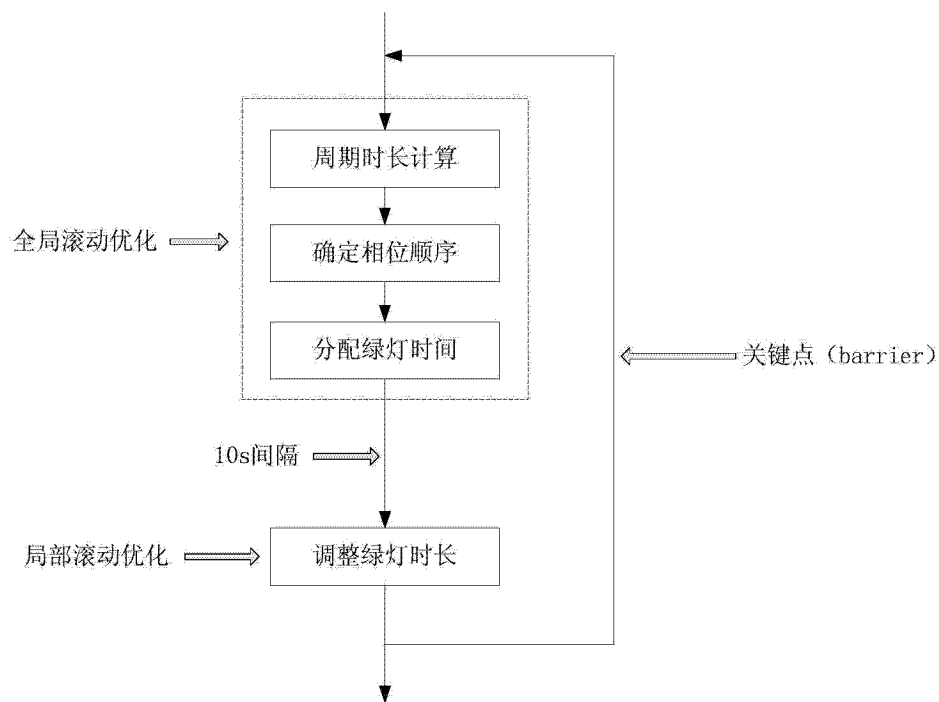 周期时长计算
全局滚动优化
确定相位顺序
分配绿灯时间
关键点（barrier）
10s间隔
局部滚动优化
调整绿灯时长